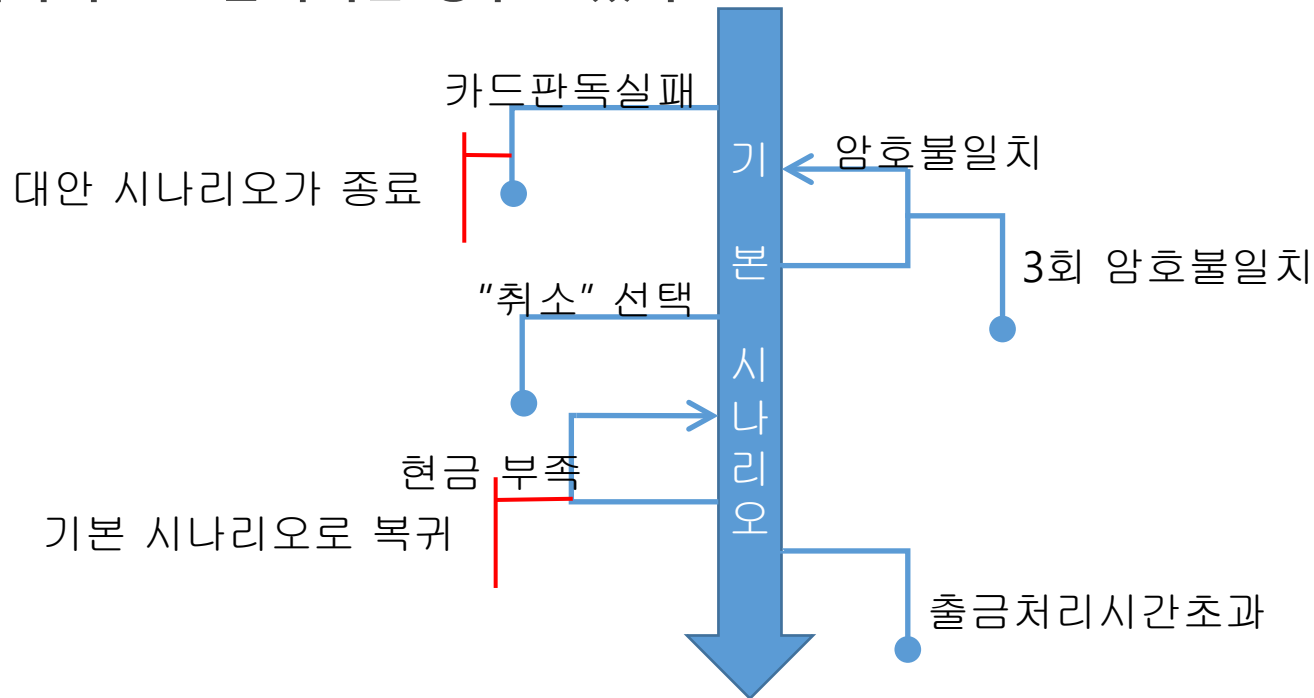 카드판독실패
암호불일치
대안 시나리오가 종료
3회 암호불일치
"취소" 선택
기본 시나리오
현금 부족
기본 시나리오로 복귀
출금처리시간초과